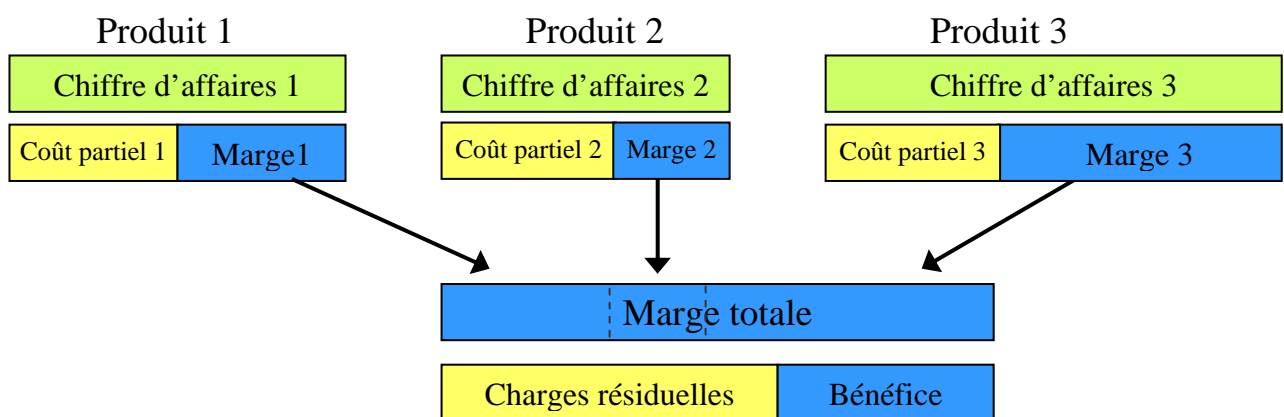 Produit 1
Produit 2
Produit 3
Chiffre d’affaires 1
Chiffre d’affaires 2
Chiffre d’affaires 3
Coût partiel 1
Marge1
Coût partiel 2
Marge 2
Coût partiel 3
Marge 3
Marge totale
Charges résiduelles
Bénéfice